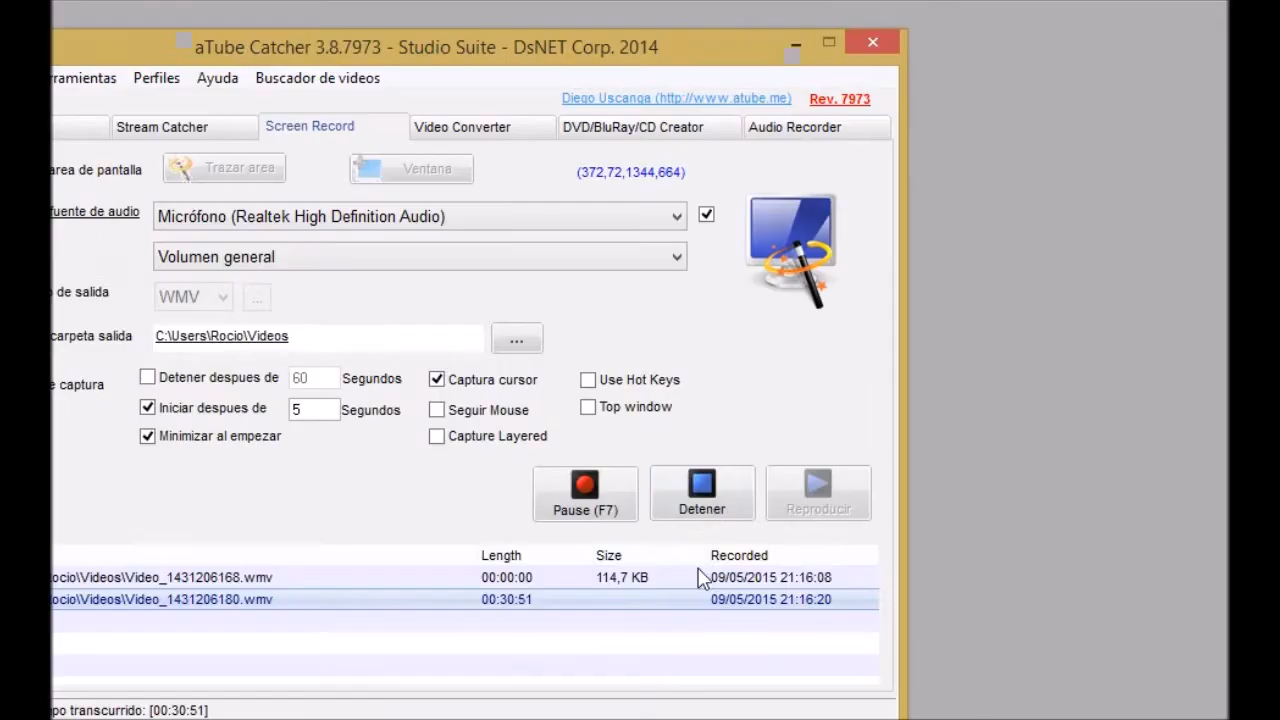 aTube Catcher 3.8.7973 - Studio Suite - DsNET Corp. 2014
rramientas Perfiles Ayuda Buscador de videos
Diego Uscanga (http://www.atube.me) Rev. 7973
Stream Catcher Screen Record Video Converter DVD/BluRay/CD Creator Audio Recorder
area de pantalla Trazar area Ventana (372,72,1344,664)
fuente de audio Micrófono (Realtek High Definition Audio)
Volumen general
o de salida WMV ...
carpeta salida C:\Users\Rocio\Videos ...
e captura
Detener despues de 60 Segundos Captura cursor Use Hot Keys
Iniciar despues de 5 Segundos Seguir Mouse Top window
Minimizar al empezar Capture Layered
Pause (F7) Detener Reproducir
Length Size Recorded
ocio\Videos\Video_1431206168.wmv 00:00:00 114,7 KB 09/05/2015 21:16:08
ocio\Videos\Video_1431206180.wmv 00:30:51 09/05/2015 21:16:20
po transcurrido: [00:30:51]